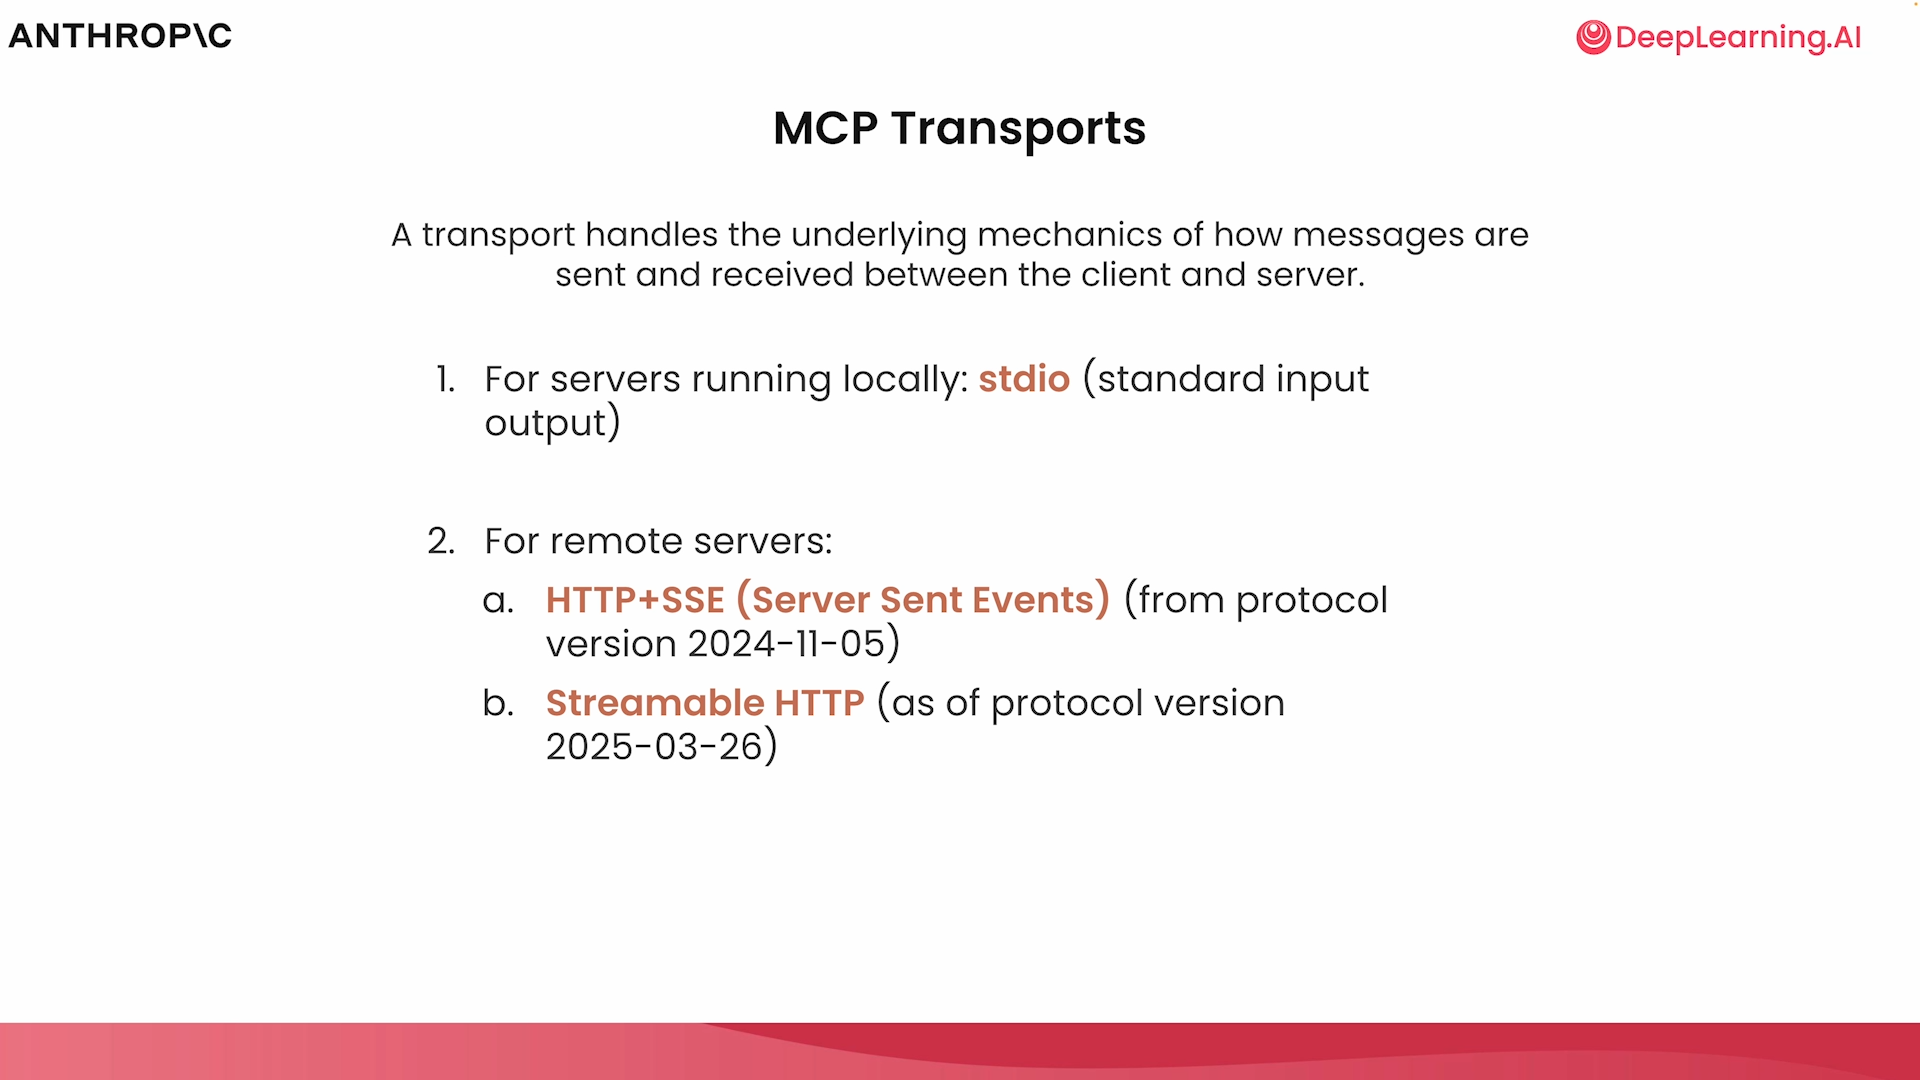 ANTHROP\C
DeepLearning.AI
MCP Transports
A transport handles the underlying mechanics of how messages are
sent and received between the client and server.
1. For servers running locally: stdio (standard input
output)
2. For remote servers:
a. HTTP+SSE (Server Sent Events) (from protocol
version 2024-11-05)
b. Streamable HTTP (as of protocol version
2025-03-26)